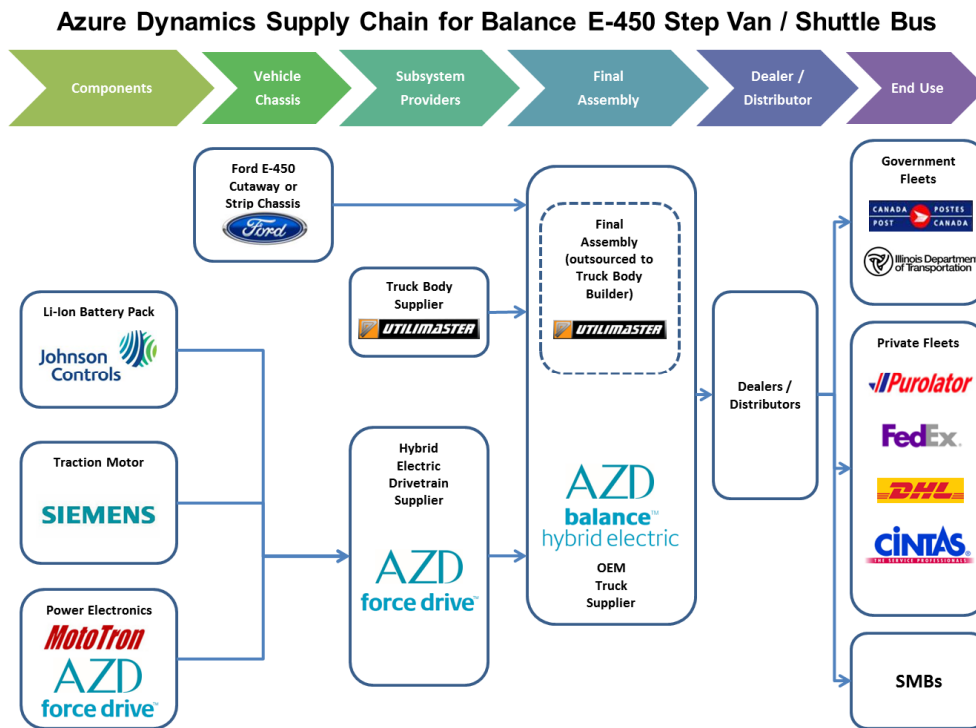 Azure Dynamics Supply Chain for Balance E-450 Step Van / Shuttle Bus
Components
Vehicle
Chassis
Subsystem
Providers
Final
Assembly
Dealer /
Distributor
End Use
Ford E-450
Cutaway or
Strip Chassis
Ford
Truck Body
Supplier
UTILIMASTER
Li-Ion Battery Pack
Johnson
Controls
Traction Motor
SIEMENS
Power Electronics
MotoTron
AZD
force drive™
Hybrid
Electric
Drivetrain
Supplier
AZD
force drive™
Final
Assembly
(outsourced to
Truck Body
Builder)
UTILIMASTER
AZD
balance™
hybrid electric
OEM
Truck
Supplier
Dealers /
Distributors
Government
Fleets
CANADA POSTES
POST CANADA
Illinois Department
of Transportation
Private Fleets
Purolator
FedEx®
DHL
CINTAS®
THE SERVICE PROFESSIONALS
SMBs